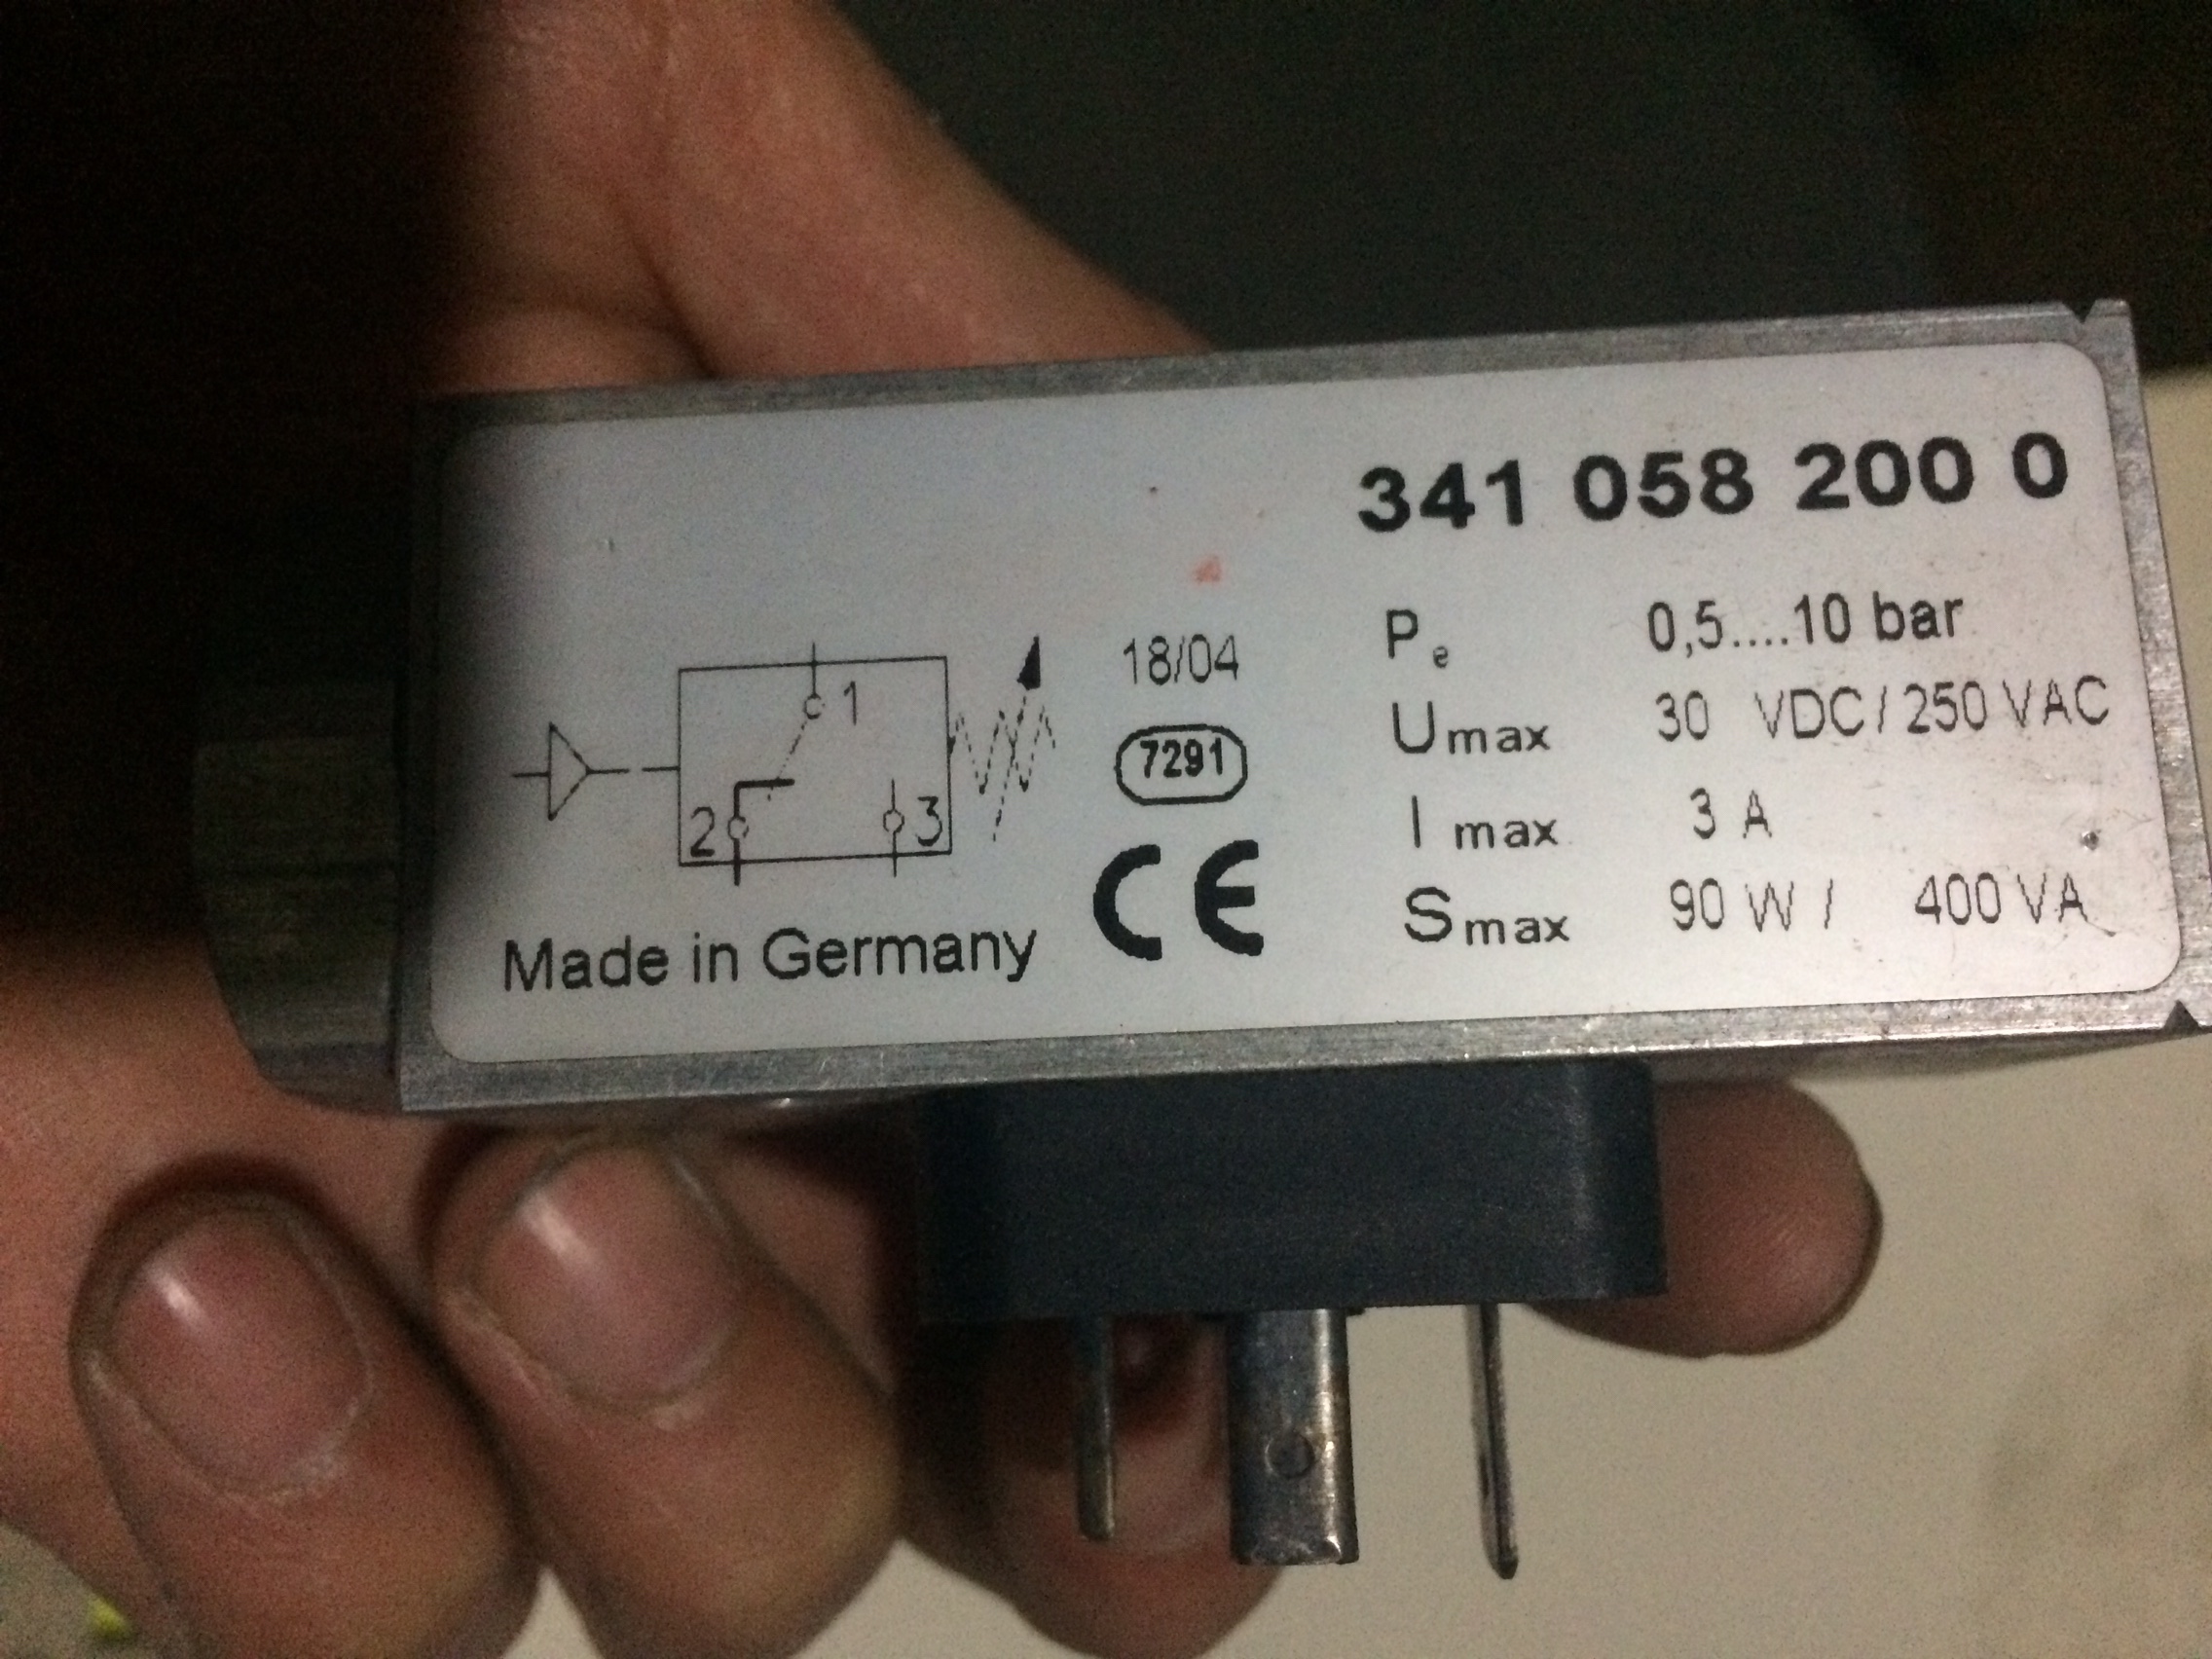 341 058 200 0
Pe 0,5....10 bar
Umax 30 VDC / 250 VAC
I max 3 A
Smax 90 W / 400 VA
18/04
7291
CE
1
2 3
Made in Germany